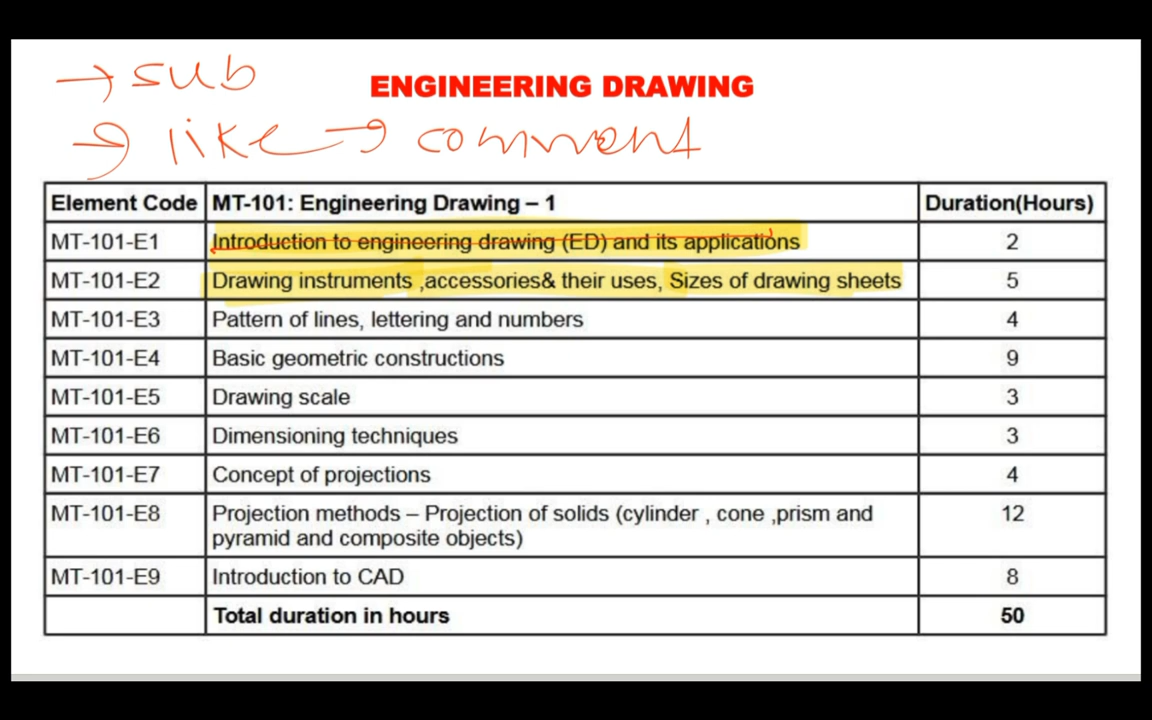 → sub
ENGINEERING DRAWING
→ like → comment
Element Code MT-101: Engineering Drawing – 1 Duration(Hours)
MT-101-E1 Introduction to engineering drawing (ED) and its applications 2
MT-101-E2 Drawing instruments ,accessories& their uses, Sizes of drawing sheets 5
MT-101-E3 Pattern of lines, lettering and numbers 4
MT-101-E4 Basic geometric constructions 9
MT-101-E5 Drawing scale 3
MT-101-E6 Dimensioning techniques 3
MT-101-E7 Concept of projections 4
MT-101-E8 Projection methods – Projection of solids (cylinder , cone ,prism and 12
pyramid and composite objects)
MT-101-E9 Introduction to CAD 8
Total duration in hours 50